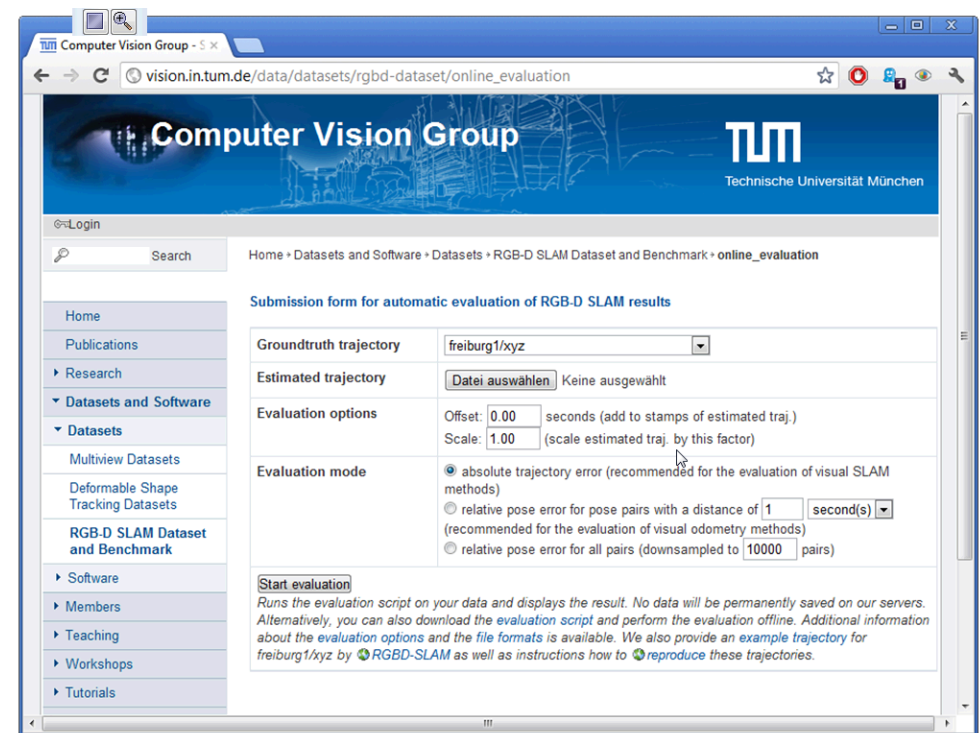 Computer Vision Group - S
vision.in.tum.de/data/datasets/rgbd-dataset/online_evaluation
1
Computer Vision Group
TUM
Technische Universität München
Login
Search
Home Datasets and Software Datasets RGB-D SLAM Dataset and Benchmark online_evaluation
Home
Publications
Research
Datasets and Software
Datasets
Multiview Datasets
Deformable Shape
Tracking Datasets
RGB-D SLAM Dataset
and Benchmark
Software
Members
Teaching
Workshops
Tutorials
Submission form for automatic evaluation of RGB-D SLAM results
Groundtruth trajectory freiburg1/xyz
Estimated trajectory Datei auswählen Keine ausgewählt
Evaluation options Offset: 0.00 seconds (add to stamps of estimated traj.)
Scale: 1.00 (scale estimated traj. by this factor)
Evaluation mode absolute trajectory error (recommended for the evaluation of visual SLAM
methods)
relative pose error for pose pairs with a distance of 1 second(s)
(recommended for the evaluation of visual odometry methods)
relative pose error for all pairs (downsampled to 10000 pairs)
Start evaluation
Runs the evaluation script on your data and displays the result. No data will be permanently saved on our servers.
Alternatively, you can also download the evaluation script and perform the evaluation offline. Additional information
about the evaluation options and the file formats is available. We also provide an example trajectory for
freiburg1/xyz by RGBD-SLAM as well as instructions how to reproduce these trajectories.